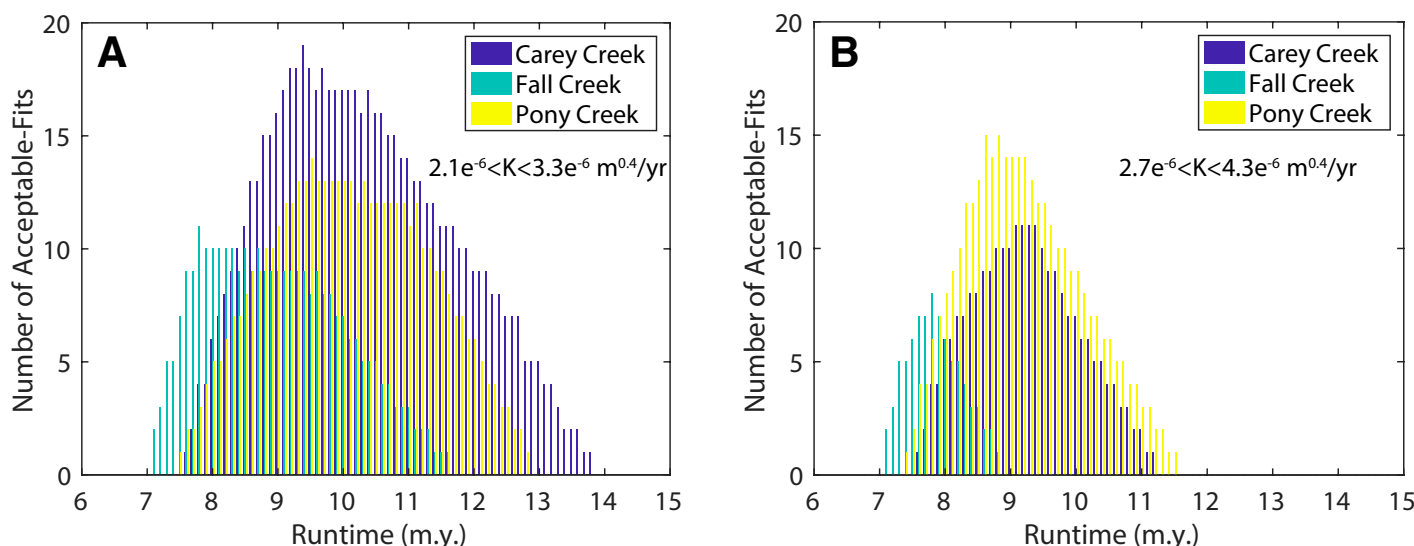 A
Carey Creek
Fall Creek
Pony Creek
2.1e⁻⁶<K<3.3e⁻⁶ m⁰·⁴/yr
Number of Acceptable-Fits
20
15
10
5
0
6 7 8 9 10 11 12 13 14 15
Runtime (m.y.)
B
Carey Creek
Fall Creek
Pony Creek
2.7e⁻⁶<K<4.3e⁻⁶ m⁰·⁴/yr
Number of Acceptable-Fits
20
15
10
5
0
6 7 8 9 10 11 12 13 14 15
Runtime (m.y.)